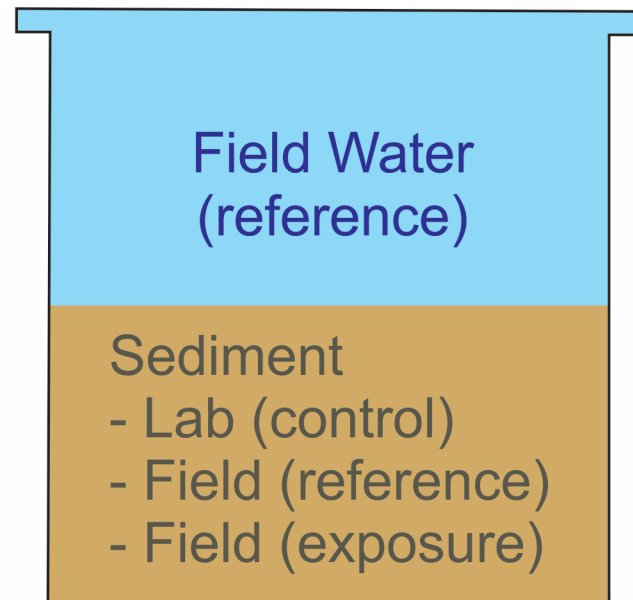 Field Water
(reference)
Sediment
- Lab (control)
- Field (reference)
- Field (exposure)